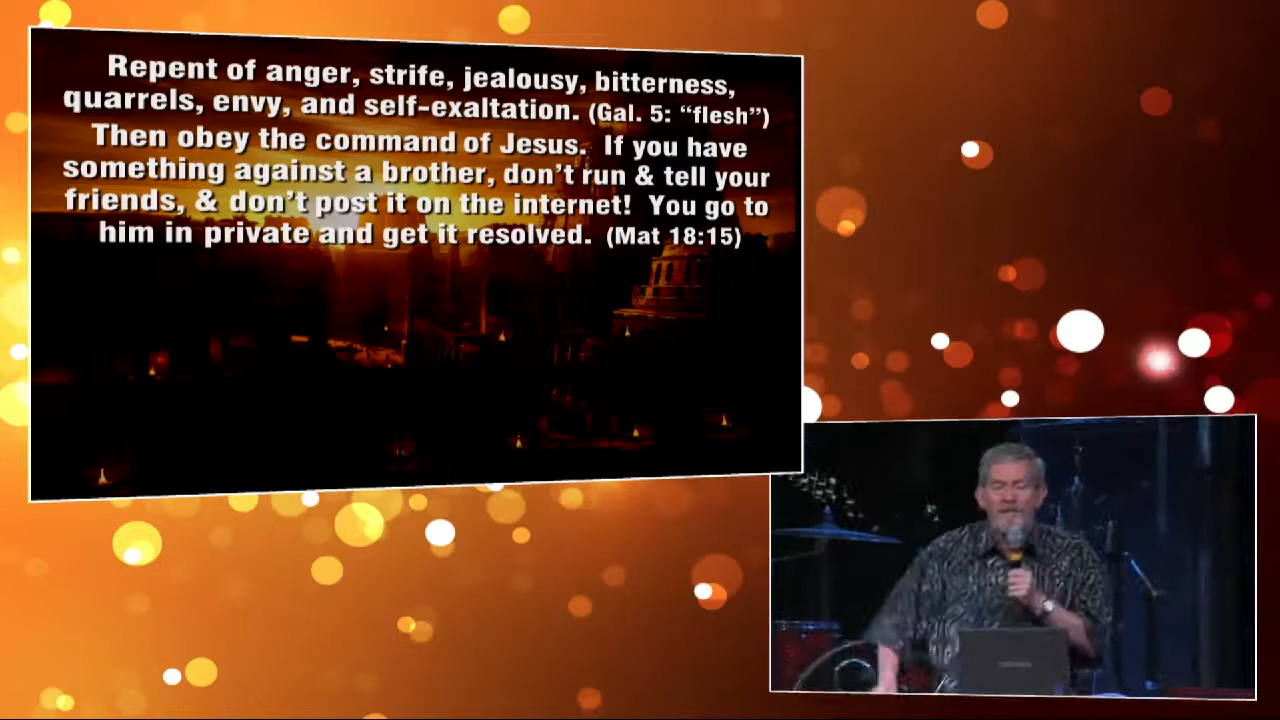 Repent of anger, strife, jealousy, bitterness,
quarrels, envy, and self-exaltation. (Gal. 5: “flesh”)
Then obey the command of Jesus. If you have
something against a brother, don’t run & tell your
friends, & don’t post it on the internet! You go to
him in private and get it resolved. (Mat 18:15)